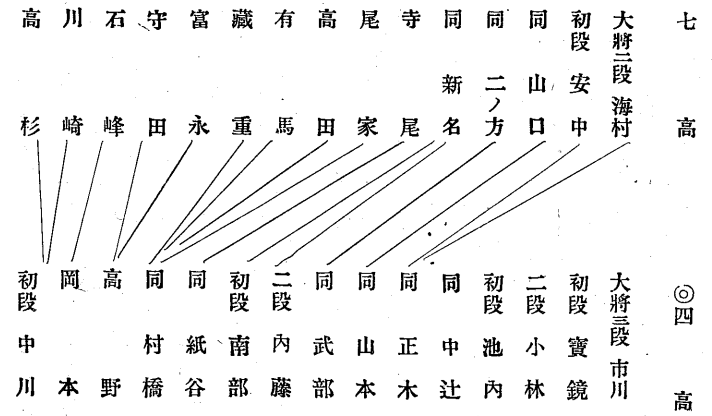 七高
大將二段海村
初段安中
同山口
同二ノ方
同新名
寺尾
尾家
高田
有馬
藏重
富永
守田
石峰
川崎
高杉
◎四高
大將三段市川
初段寶鏡
二段小林
初段池內
同中辻
同正木
同山本
同武部
二段內藤
初段南部
同紙谷
同村橋
高野
岡本
初段中川